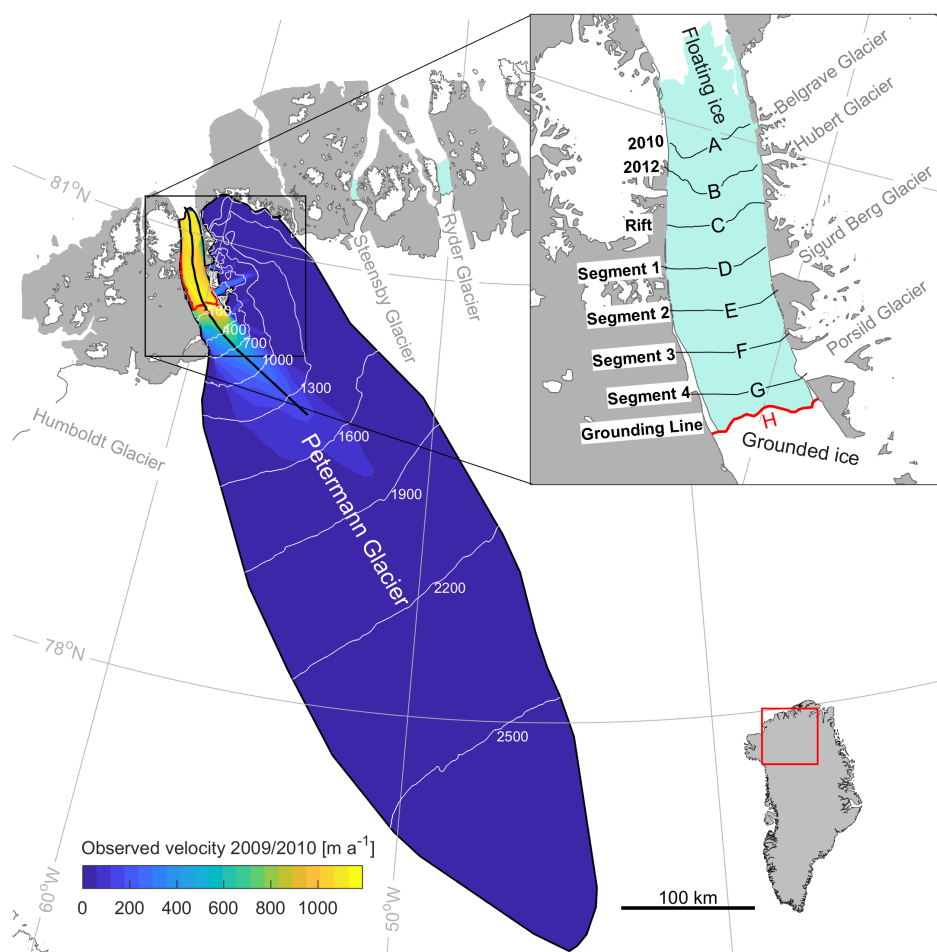 Floating ice
Belgrave Glacier
Hubert Glacier
Sigurd Berg Glacier
Porsild Glacier
2010
A
2012
B
Rift
C
Segment 1
D
Segment 2
E
Segment 3
F
Segment 4
G
Grounding Line
H
Grounded ice
81°N
Steensby Glacier
Ryder Glacier
100
400
700
1000
1300
1600
1900
2200
2500
Humboldt Glacier
Petermann Glacier
78°N
60°W
50°W
Observed velocity 2009/2010 [m a⁻¹]
0 200 400 600 800 1000
100 km